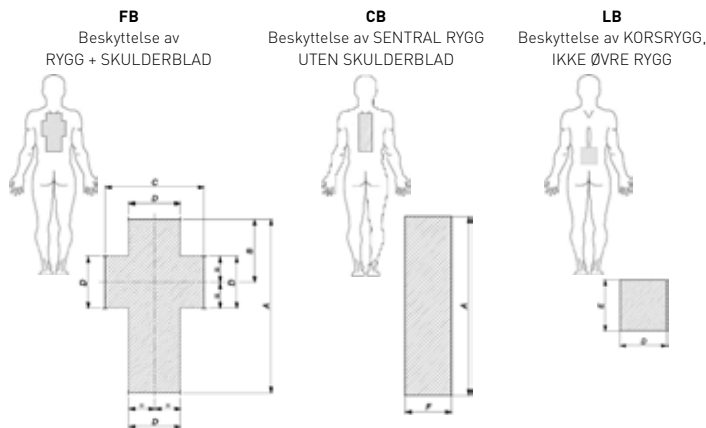 FB
Beskyttelse av
RYGG + SKULDERBLAD
CB
Beskyttelse av SENTRAL RYGG
UTEN SKULDERBLAD
LB
Beskyttelse av KORSRYGG,
IKKE ØVRE RYGG
C
D
B
D
D
A
D
A
F
E
D